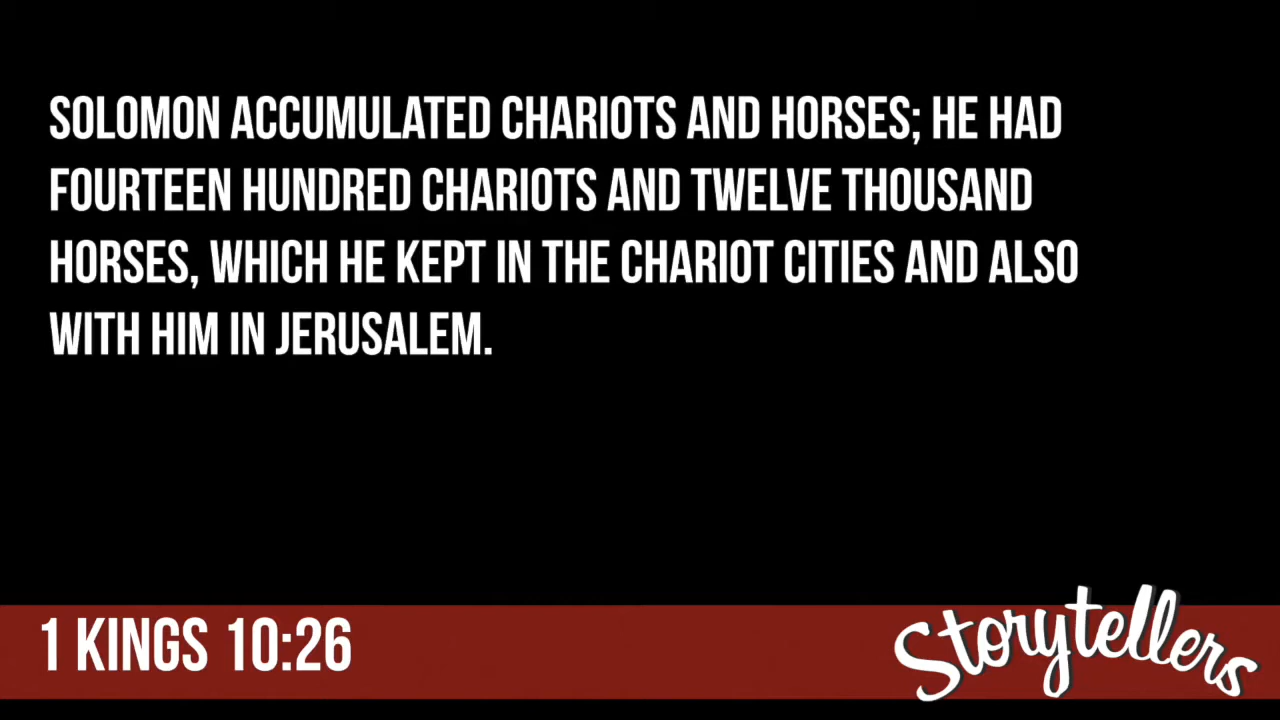 SOLOMON ACCUMULATED CHARIOTS AND HORSES; HE HAD
FOURTEEN HUNDRED CHARIOTS AND TWELVE THOUSAND
HORSES, WHICH HE KEPT IN THE CHARIOT CITIES AND ALSO
WITH HIM IN JERUSALEM.
1 KINGS 10:26
Storytellers